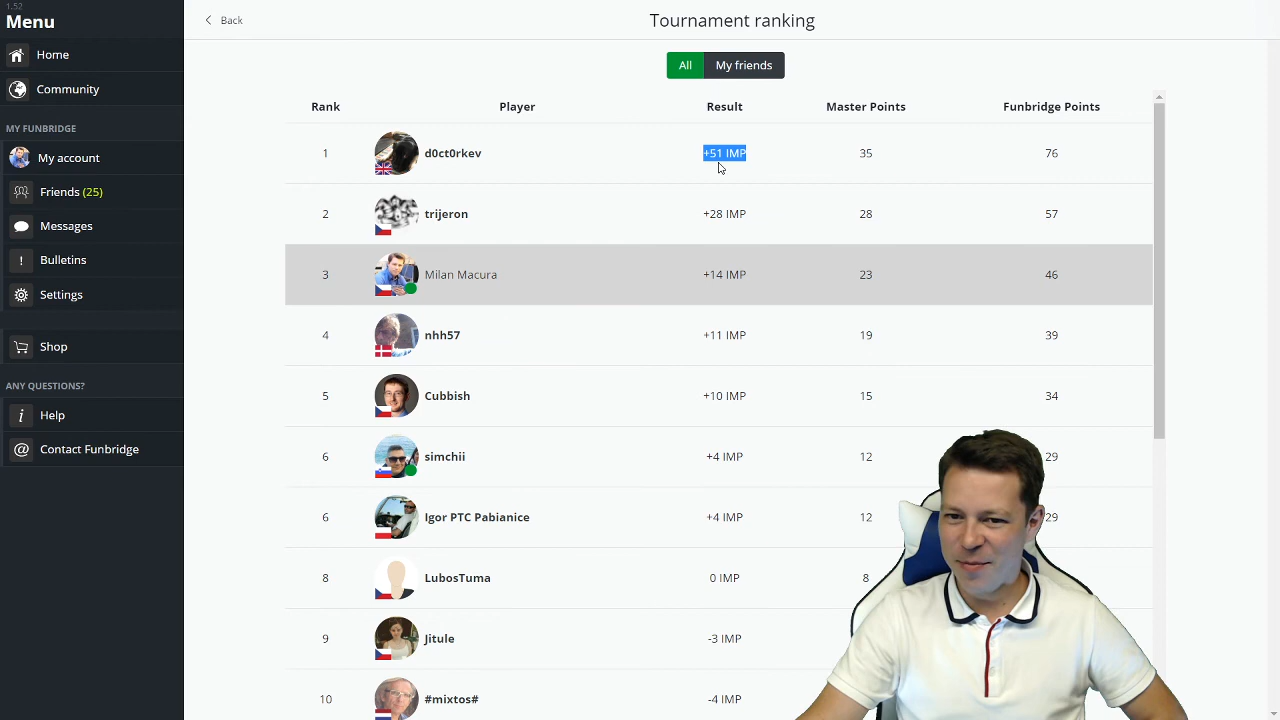 1.52
Menu
Home
Community
MY FUNBRIDGE
My account
Friends (25)
Messages
Bulletins
Settings
Shop
ANY QUESTIONS?
Help
Contact Funbridge
Back
Tournament ranking
All My friends
Rank Player Result Master Points Funbridge Points
1 d0ct0rkev +51 IMP 35 76
2 trijeron +28 IMP 28 57
3 Milan Macura +14 IMP 23 46
4 nhh57 +11 IMP 19 39
5 Cubbish +10 IMP 15 34
6 simchii +4 IMP 12 29
6 Igor PTC Pabianice +4 IMP 12 29
8 LubosTuma 0 IMP 8
9 Jitule -3 IMP
10 #mixtos# -4 IMP